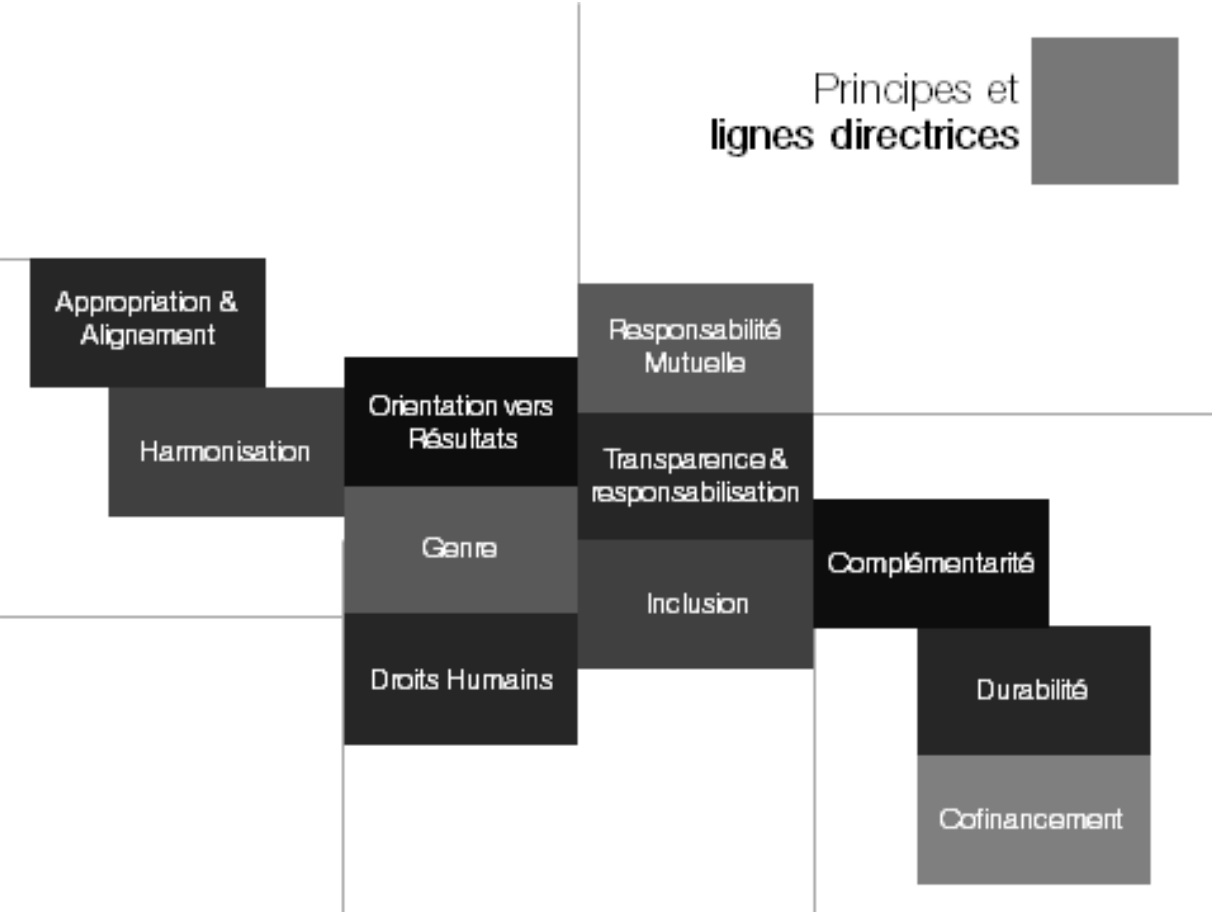 Principes et
lignes directrices
Appropriation &
Alignement
Harmonisation
Orientation vers
Résultats
Genre
Droits Humains
Responsabilité
Mutuelle
Transparence &
responsabilisation
Inclusion
Complémentarité
Durabilité
Cofinancement